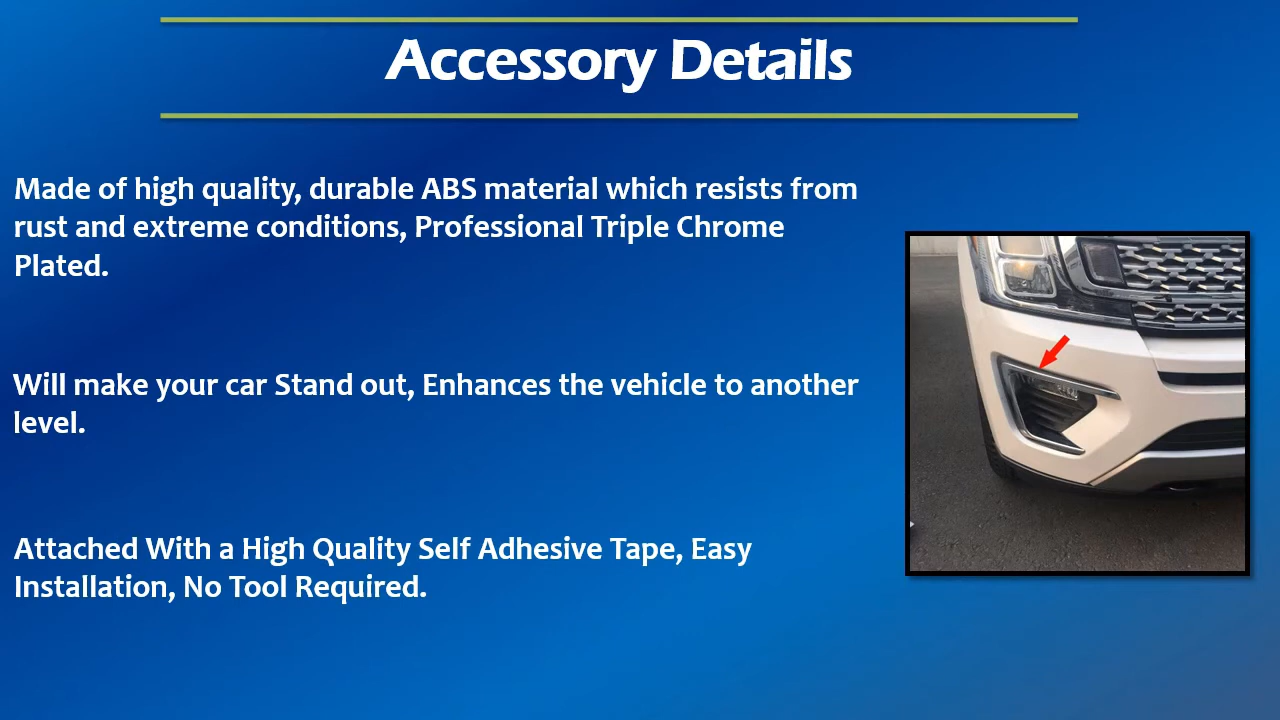 Accessory Details
Made of high quality, durable ABS material which resists from
rust and extreme conditions, Professional Triple Chrome
Plated.
Will make your car Stand out, Enhances the vehicle to another
level.
Attached With a High Quality Self Adhesive Tape, Easy
Installation, No Tool Required.